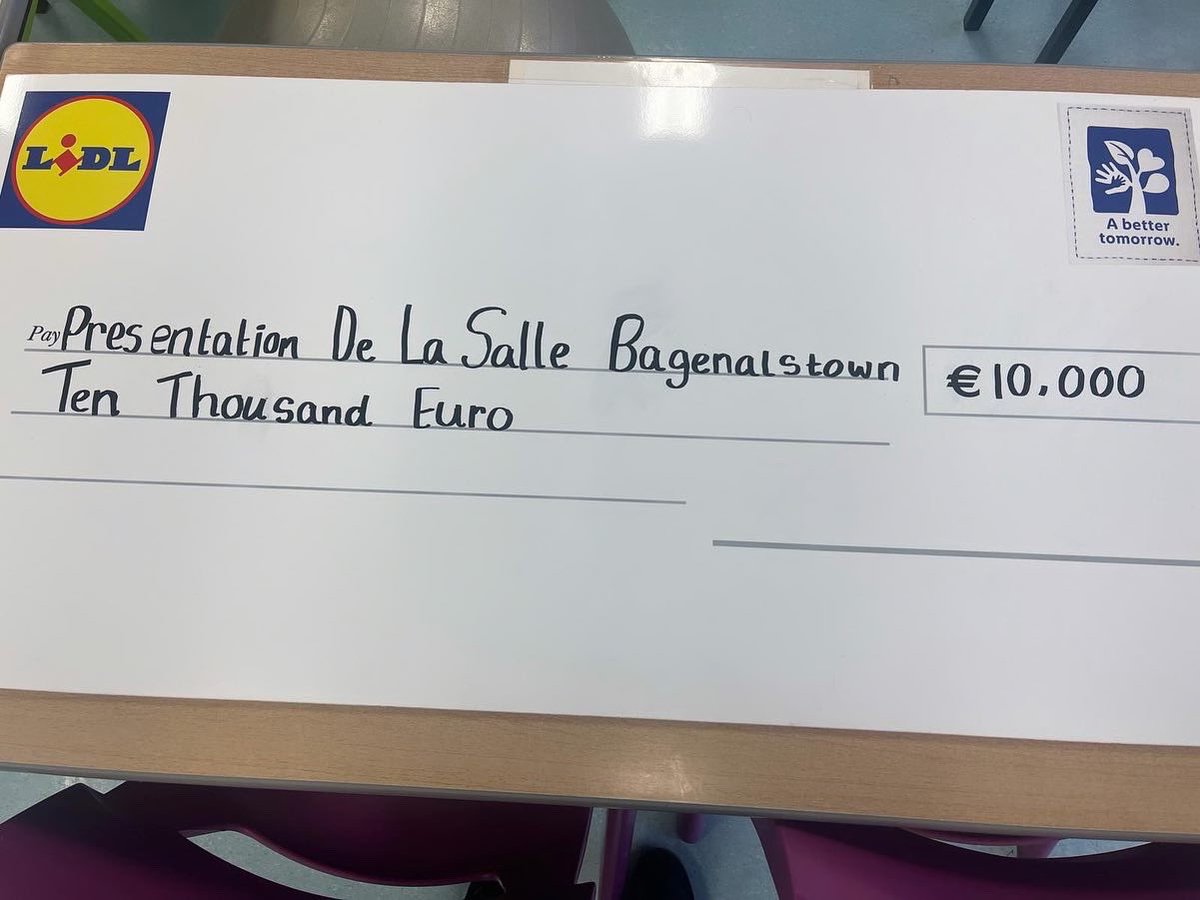 LIDL
A better
tomorrow.
Pay Presentation De La Salle Bagenalstown
€10,000
Ten Thousand Euro